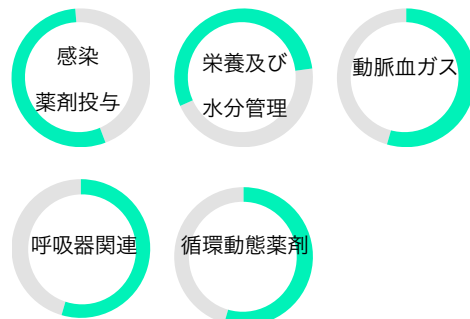 感染
薬剤投与
栄養及び
水分管理
動脈血ガス
呼吸器関連
循環動態薬剤